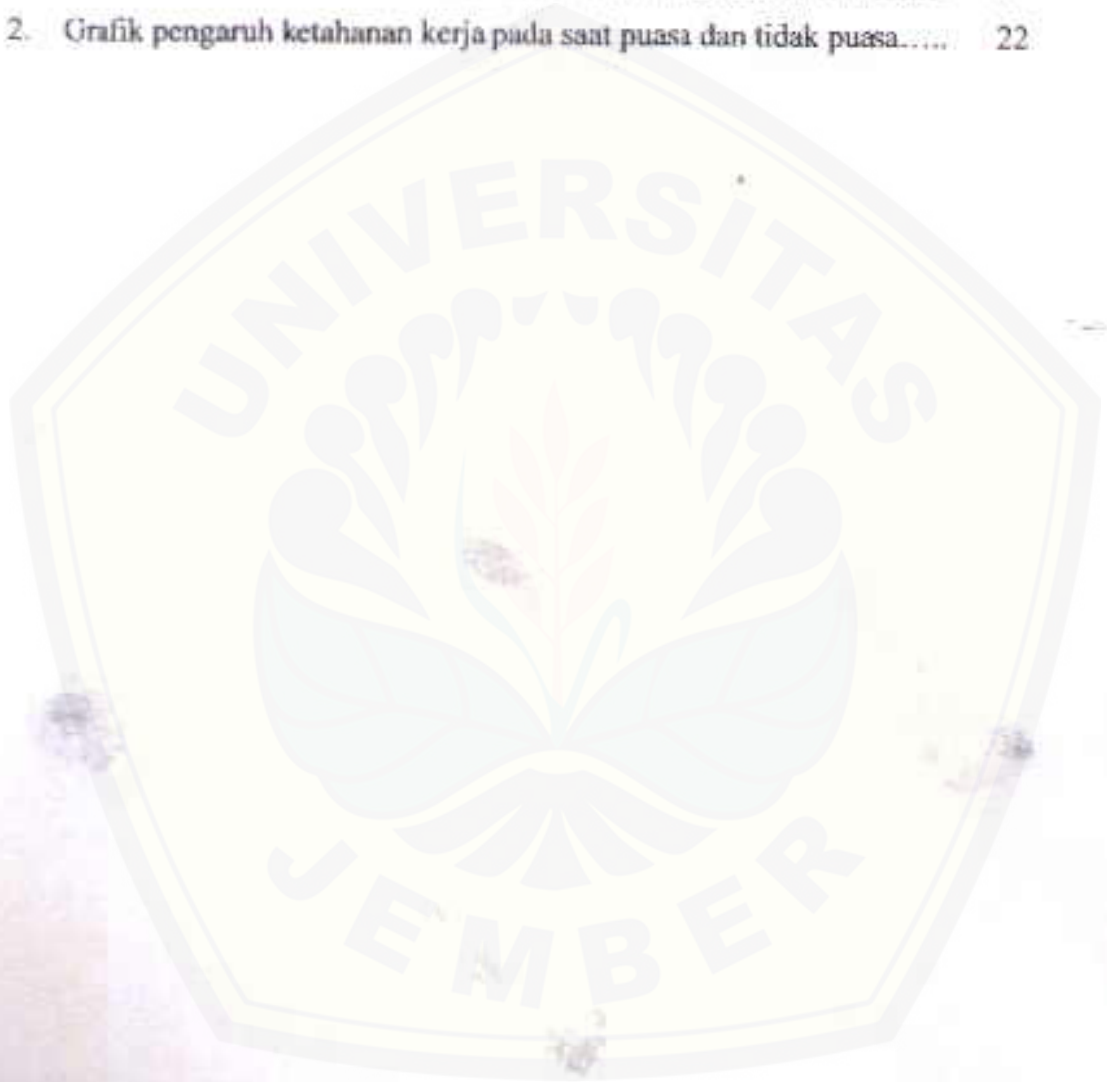 2. Grafik pengaruh ketahanan kerja pada saat puasa dan tidak puasa...... 22
UNIVERSITAS
JEMBER